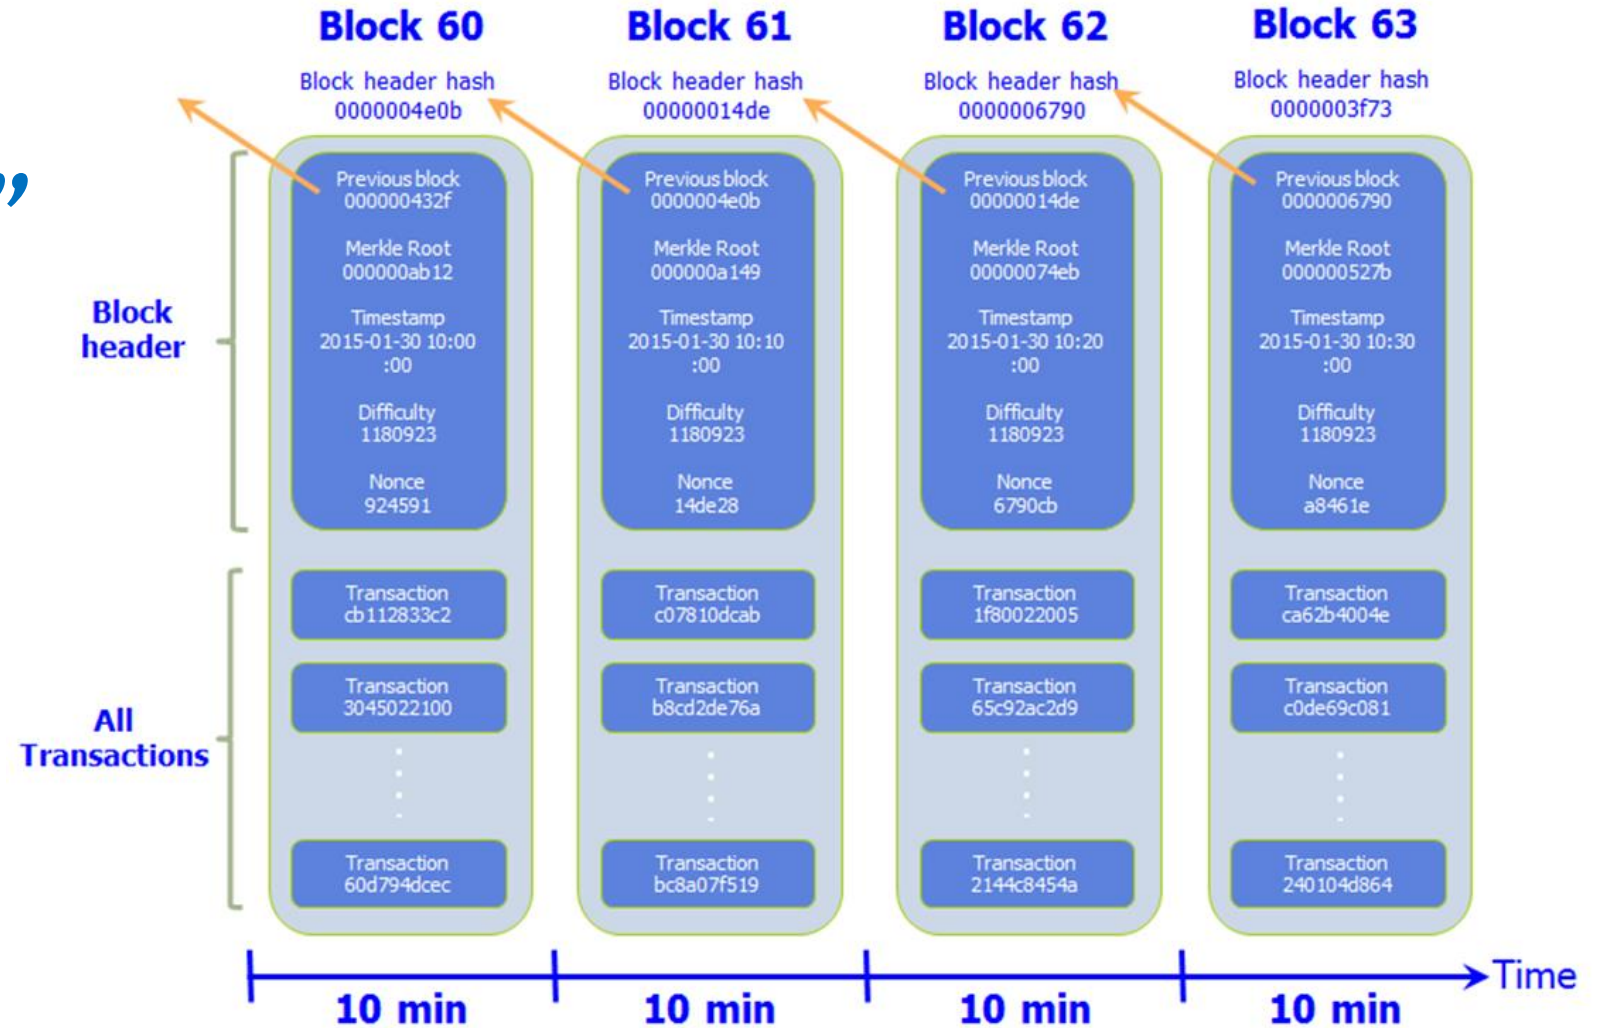 Block 60
Block header hash
0000004e0b
Previous block
000000432f
Merkle Root
000000ab12
Timestamp
2015-01-30 10:00
:00
Difficulty
1180923
Nonce
924591
Transaction
cb112833c2
Transaction
3045022100
Transaction
60d794dcec
10 min
Block 61
Block header hash
00000014de
Previous block
0000004e0b
Merkle Root
000000a149
Timestamp
2015-01-30 10:10
:00
Difficulty
1180923
Nonce
14de28
Transaction
c07810dcab
Transaction
b8cd2de76a
Transaction
bc8a07f519
10 min
Block 62
Block header hash
0000006790
Previous block
00000014de
Merkle Root
00000074eb
Timestamp
2015-01-30 10:20
:00
Difficulty
1180923
Nonce
6790cb
Transaction
1f80022005
Transaction
65c92ac2d9
Transaction
2144c8454a
10 min
Block 63
Block header hash
0000003f73
Previous block
0000006790
Merkle Root
000000527b
Timestamp
2015-01-30 10:30
:00
Difficulty
1180923
Nonce
a8461e
Transaction
ca62b4004e
Transaction
c0de69c081
Transaction
240104d864
10 min
Time
”
Block
header
All
Transactions